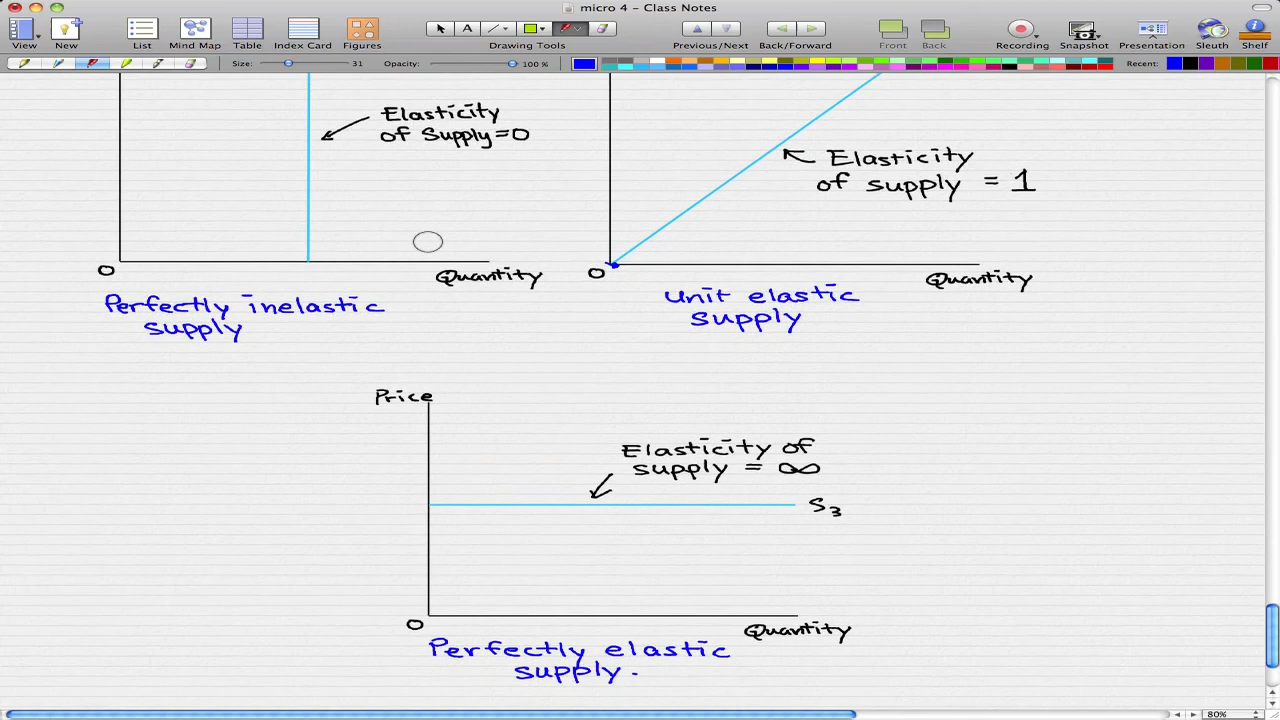 micro 4 – Class Notes
View New List Mind Map Table Index Card Figures Drawing Tools Previous/Next Back/Forward Front Back Recording Snapshot Presentation Sleuth Shelf
A
Size: 31 Opacity: 100 % Recent:
Elasticity
of Supply=0
0
Quantity
Perfectly inelastic
supply
Elasticity
of supply = 1
0
Quantity
Unit elastic
supply
Price
Elasticity of
supply = ∞
S3
0
Quantity
Perfectly elastic
supply.
80%